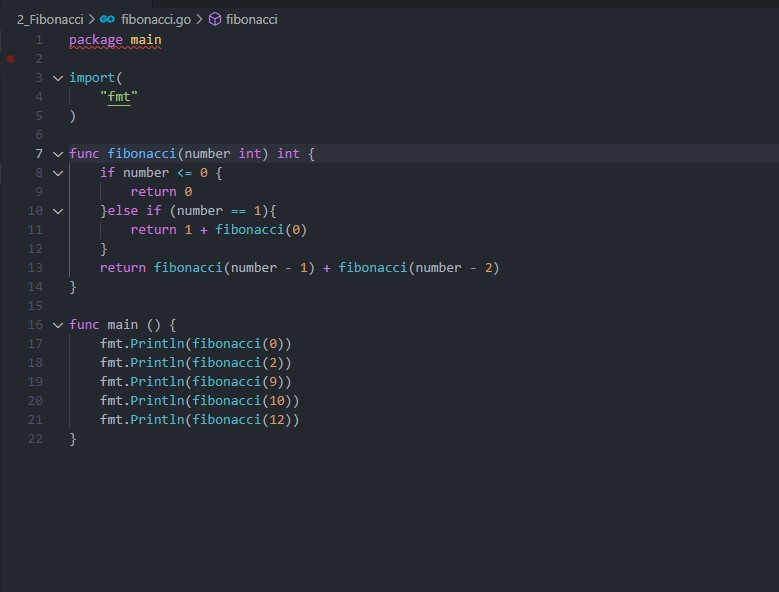 2_Fibonacci > GO fibonacci.go > fibonacci
1 package main
2
3 import(
4     "fmt"
5 )
6
7 func fibonacci(number int) int {
8     if number <= 0 {
9         return 0
10     }else if (number == 1){
11         return 1 + fibonacci(0)
12     }
13     return fibonacci(number - 1) + fibonacci(number - 2)
14 }
15
16 func main () {
17     fmt.Println(fibonacci(0))
18     fmt.Println(fibonacci(2))
19     fmt.Println(fibonacci(9))
20     fmt.Println(fibonacci(10))
21     fmt.Println(fibonacci(12))
22 }